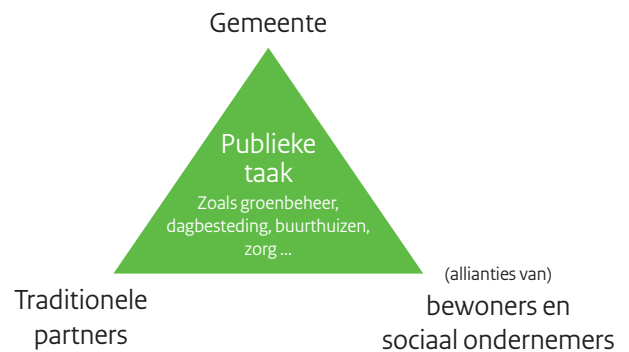 Gemeente
Publieke
taak
Zoals groenbeheer,
dagbesteding, buurthuizen,
zorg ...
Traditionele
partners
(allianties van)
bewoners en
sociaal ondernemers